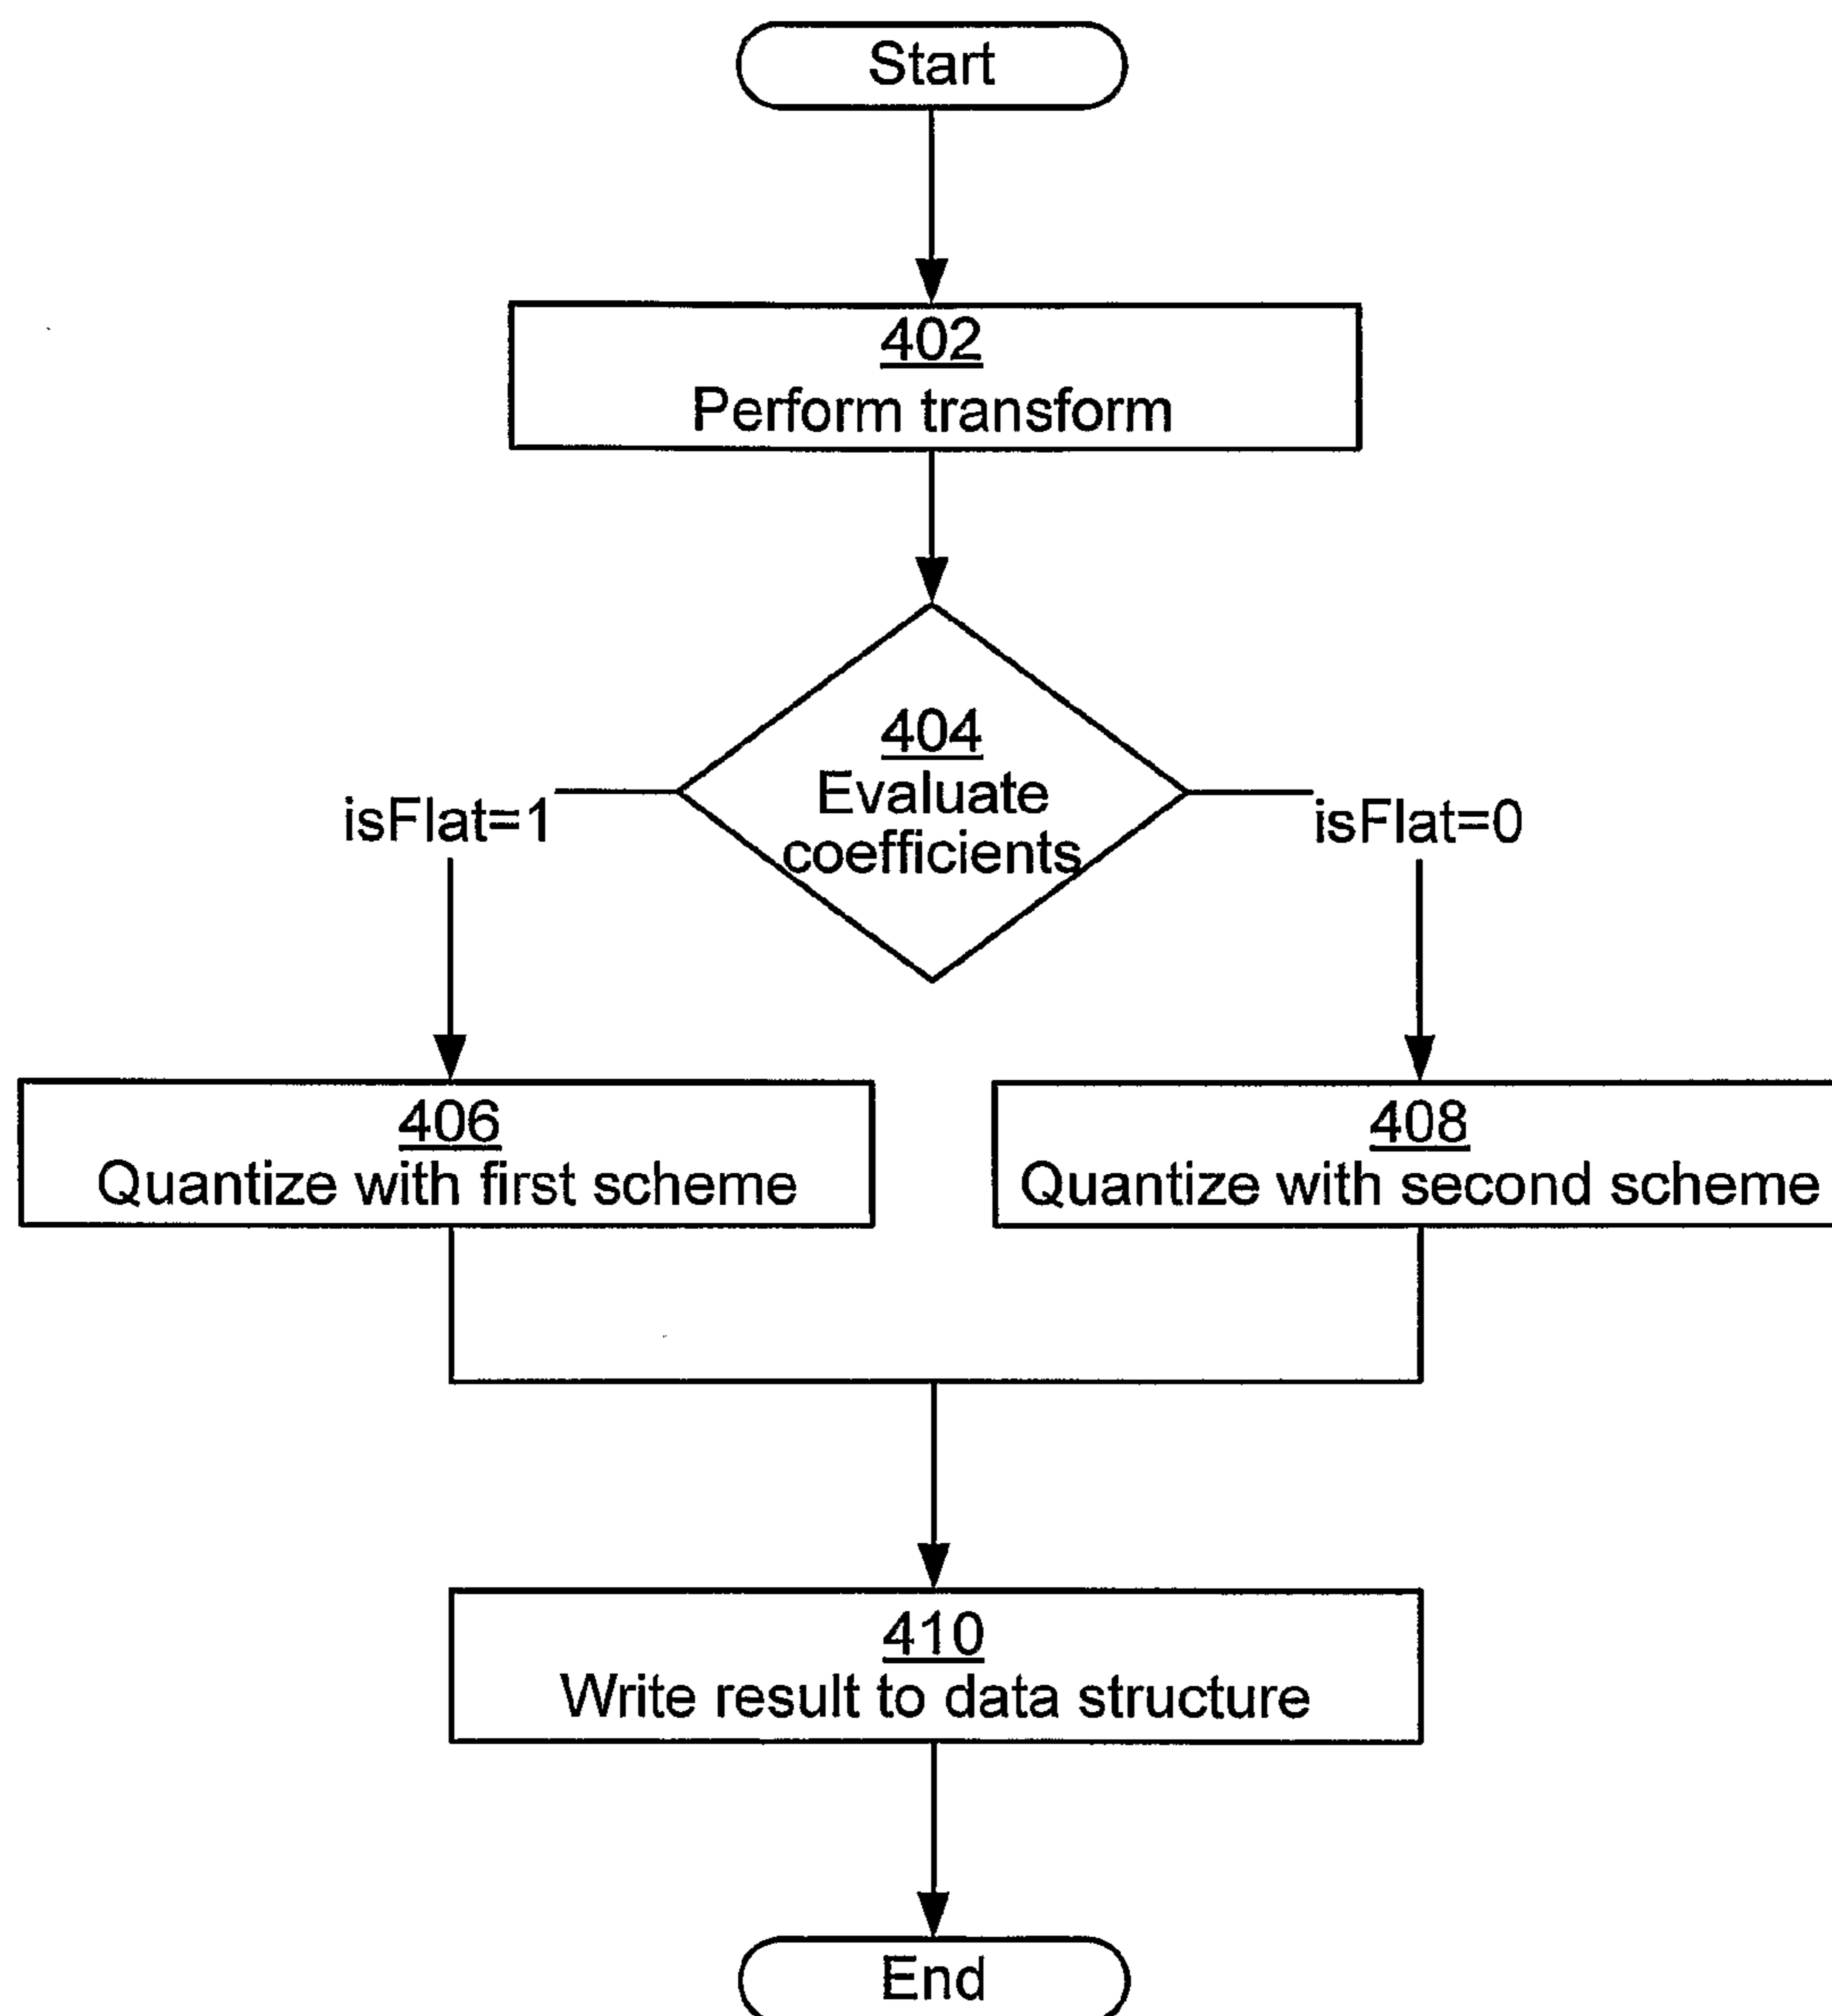 Start
402
Perform transform
404
Evaluate
coefficients
isFlat=1
isFlat=0
406
Quantize with first scheme
408
Quantize with second scheme
410
Write result to data structure
End